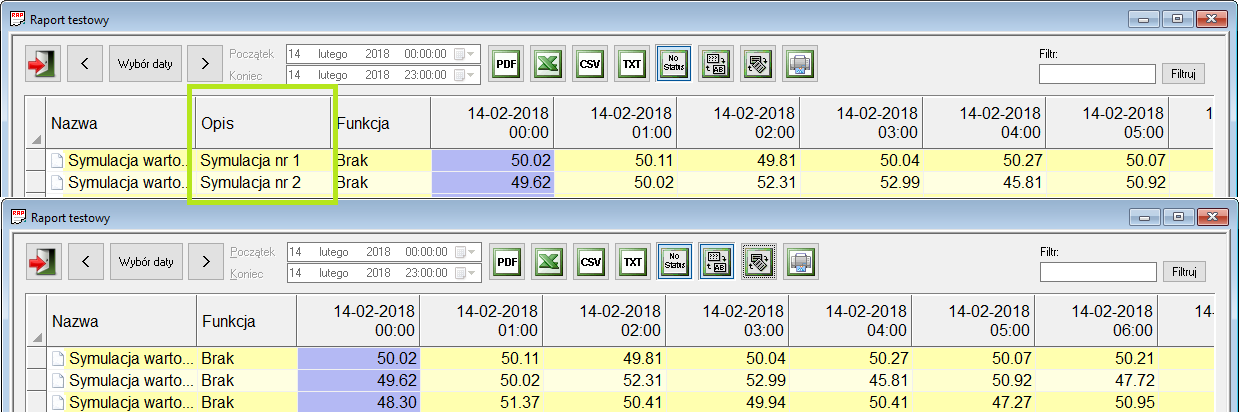 RAP Raport testowy
Wybór daty
Początek 14 lutego 2018 00:00:00
Koniec 14 lutego 2018 23:00:00
PDF CSV TXT No Status AB
Filtr:
Filtruj
Nazwa Opis Funkcja 14-02-2018 00:00 14-02-2018 01:00 14-02-2018 02:00 14-02-2018 03:00 14-02-2018 04:00 14-02-2018 05:00 1
Symulacja warto... Symulacja nr 1 Brak 50.02 50.11 49.81 50.04 50.27 50.07
Symulacja warto... Symulacja nr 2 Brak 49.62 50.02 52.31 52.99 45.81 50.92
RAP Raport testowy
Wybór daty
Początek 14 lutego 2018 00:00:00
Koniec 14 lutego 2018 23:00:00
PDF CSV TXT No Status AB
Filtr:
Filtruj
Nazwa Funkcja 14-02-2018 00:00 14-02-2018 01:00 14-02-2018 02:00 14-02-2018 03:00 14-02-2018 04:00 14-02-2018 05:00 14-02-2018 06:00 14-
Symulacja warto... Brak 50.02 50.11 49.81 50.04 50.27 50.07 50.21
Symulacja warto... Brak 49.62 50.02 52.31 52.99 45.81 50.92 47.72
Symulacja warto... Brak 48.30 51.37 50.41 49.94 50.41 47.27 50.95